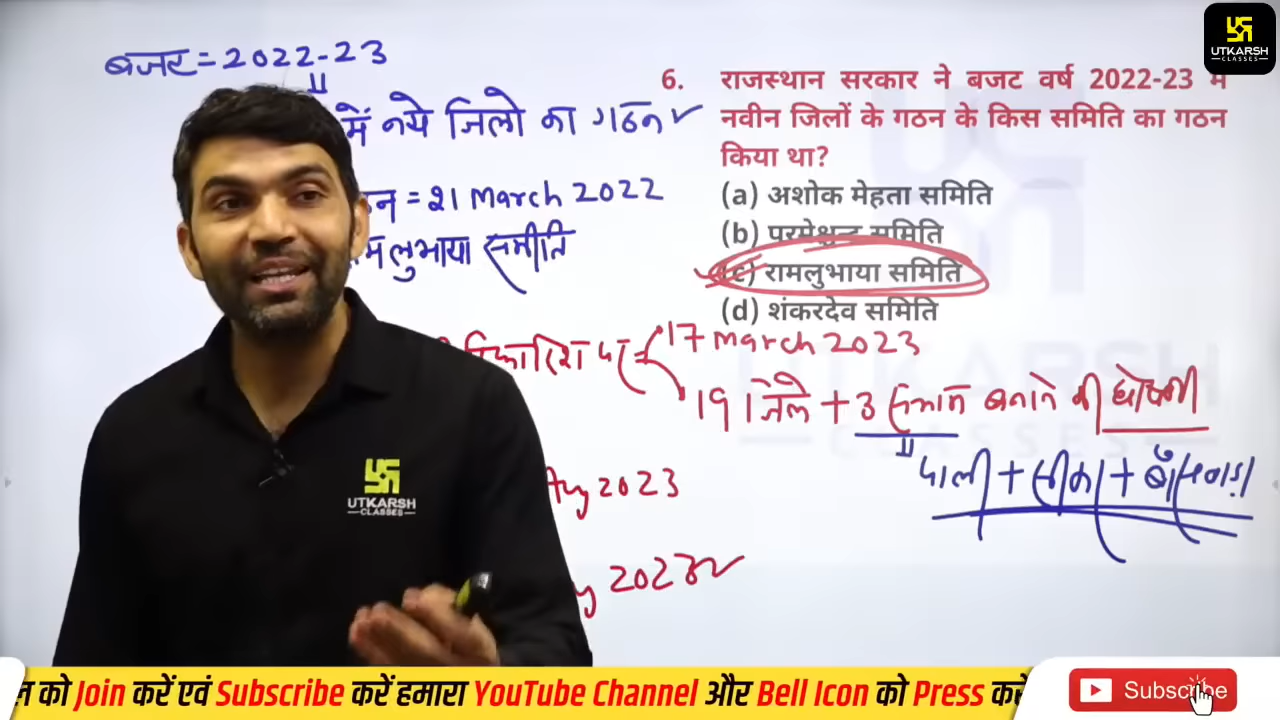 बजट = 2022-23
UTKARSH
CLASSES
में नये जिलो का गठन
न = 21 March 2022
लुभाया समीति
6. राजस्थान सरकार ने बजट वर्ष 2022-23 में
नवीन जिलों के गठन के किस समिति का गठन
किया था?
(a) अशोक मेहता समिति
(b) परमेशचन्द्र समिति
(c) रामलुभाया समिति
(d) शंकरदेव समिति
पर = 17 March 2023
19 जिले + 3 संभाग बनाने की घोषणा
पाली + सीकर + बाँसवाड़ा
Aug 2023
2023
UTKARSH
CLASSES
को Join करें एवं Subscribe करें हमारा YouTube Channel और Bell Icon को Press करें
Subscribe